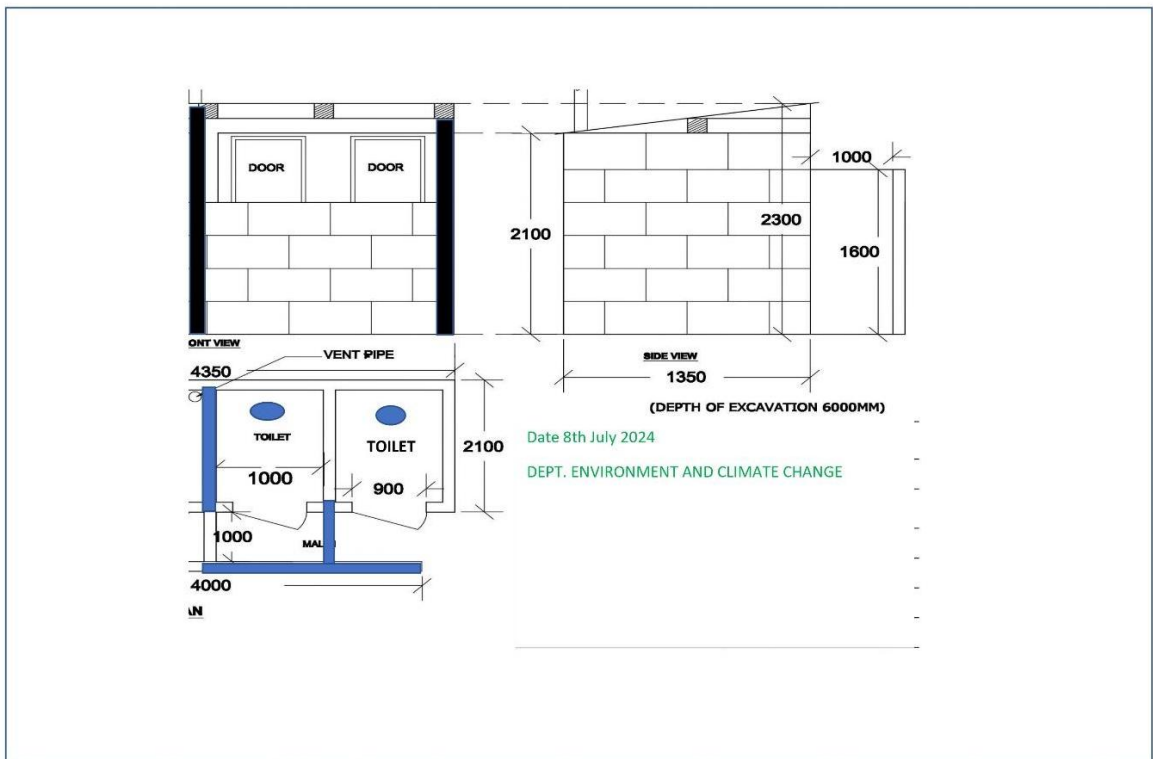 DOOR
DOOR
1000
2100
2300
1600
ONT VIEW
VENT PIPE
SIDE VIEW
4350
1350
(DEPTH OF EXCAVATION 6000MM)
TOILET
TOILET
2100
1000
900
Date 8th July 2024
DEPT. ENVIRONMENT AND CLIMATE CHANGE
1000
4000
AN